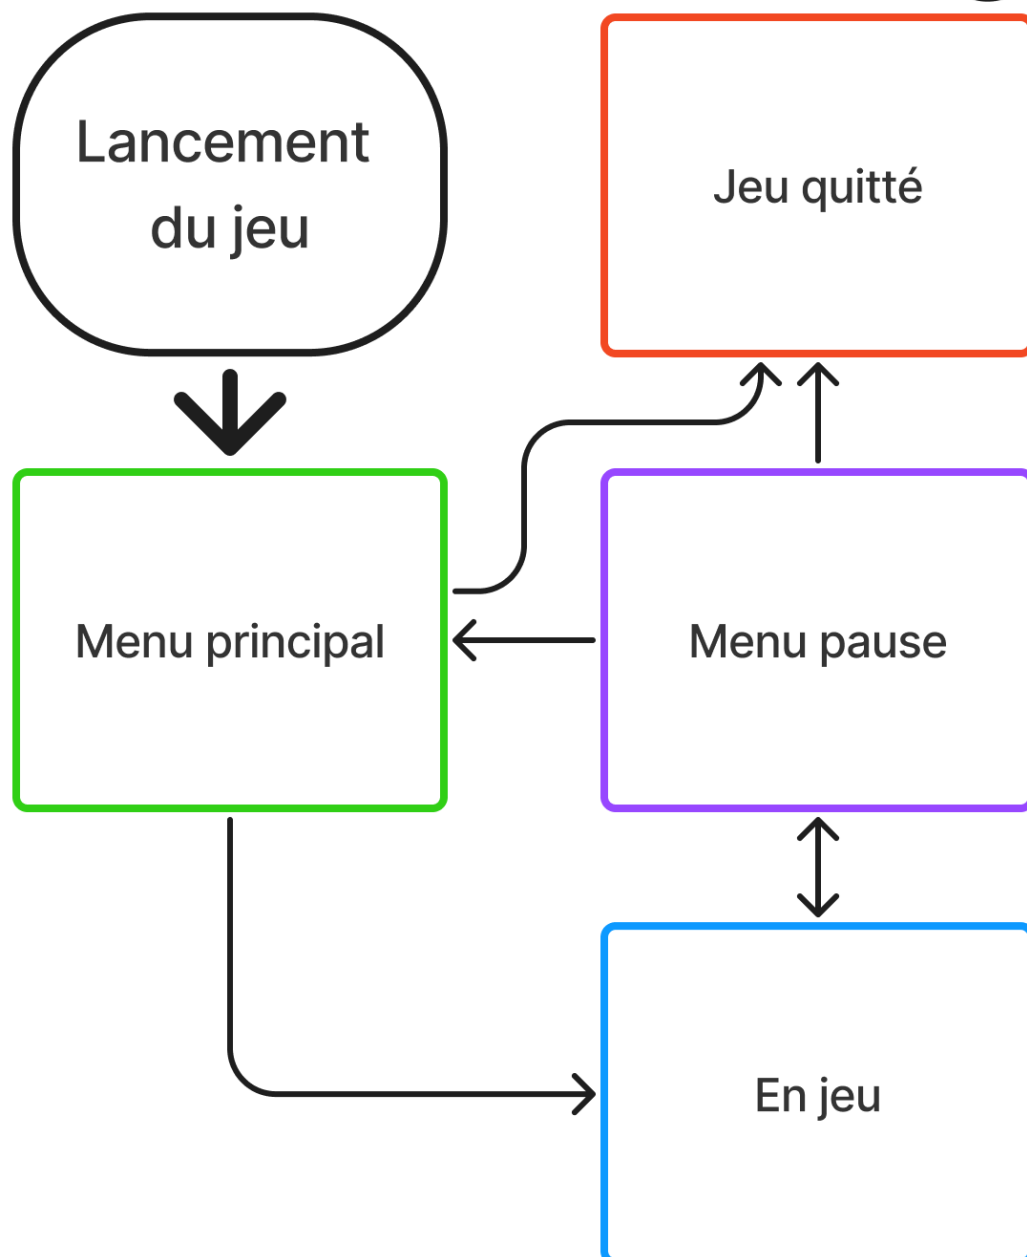 Lancement
du jeu
Jeu quitté
Menu principal
Menu pause
En jeu